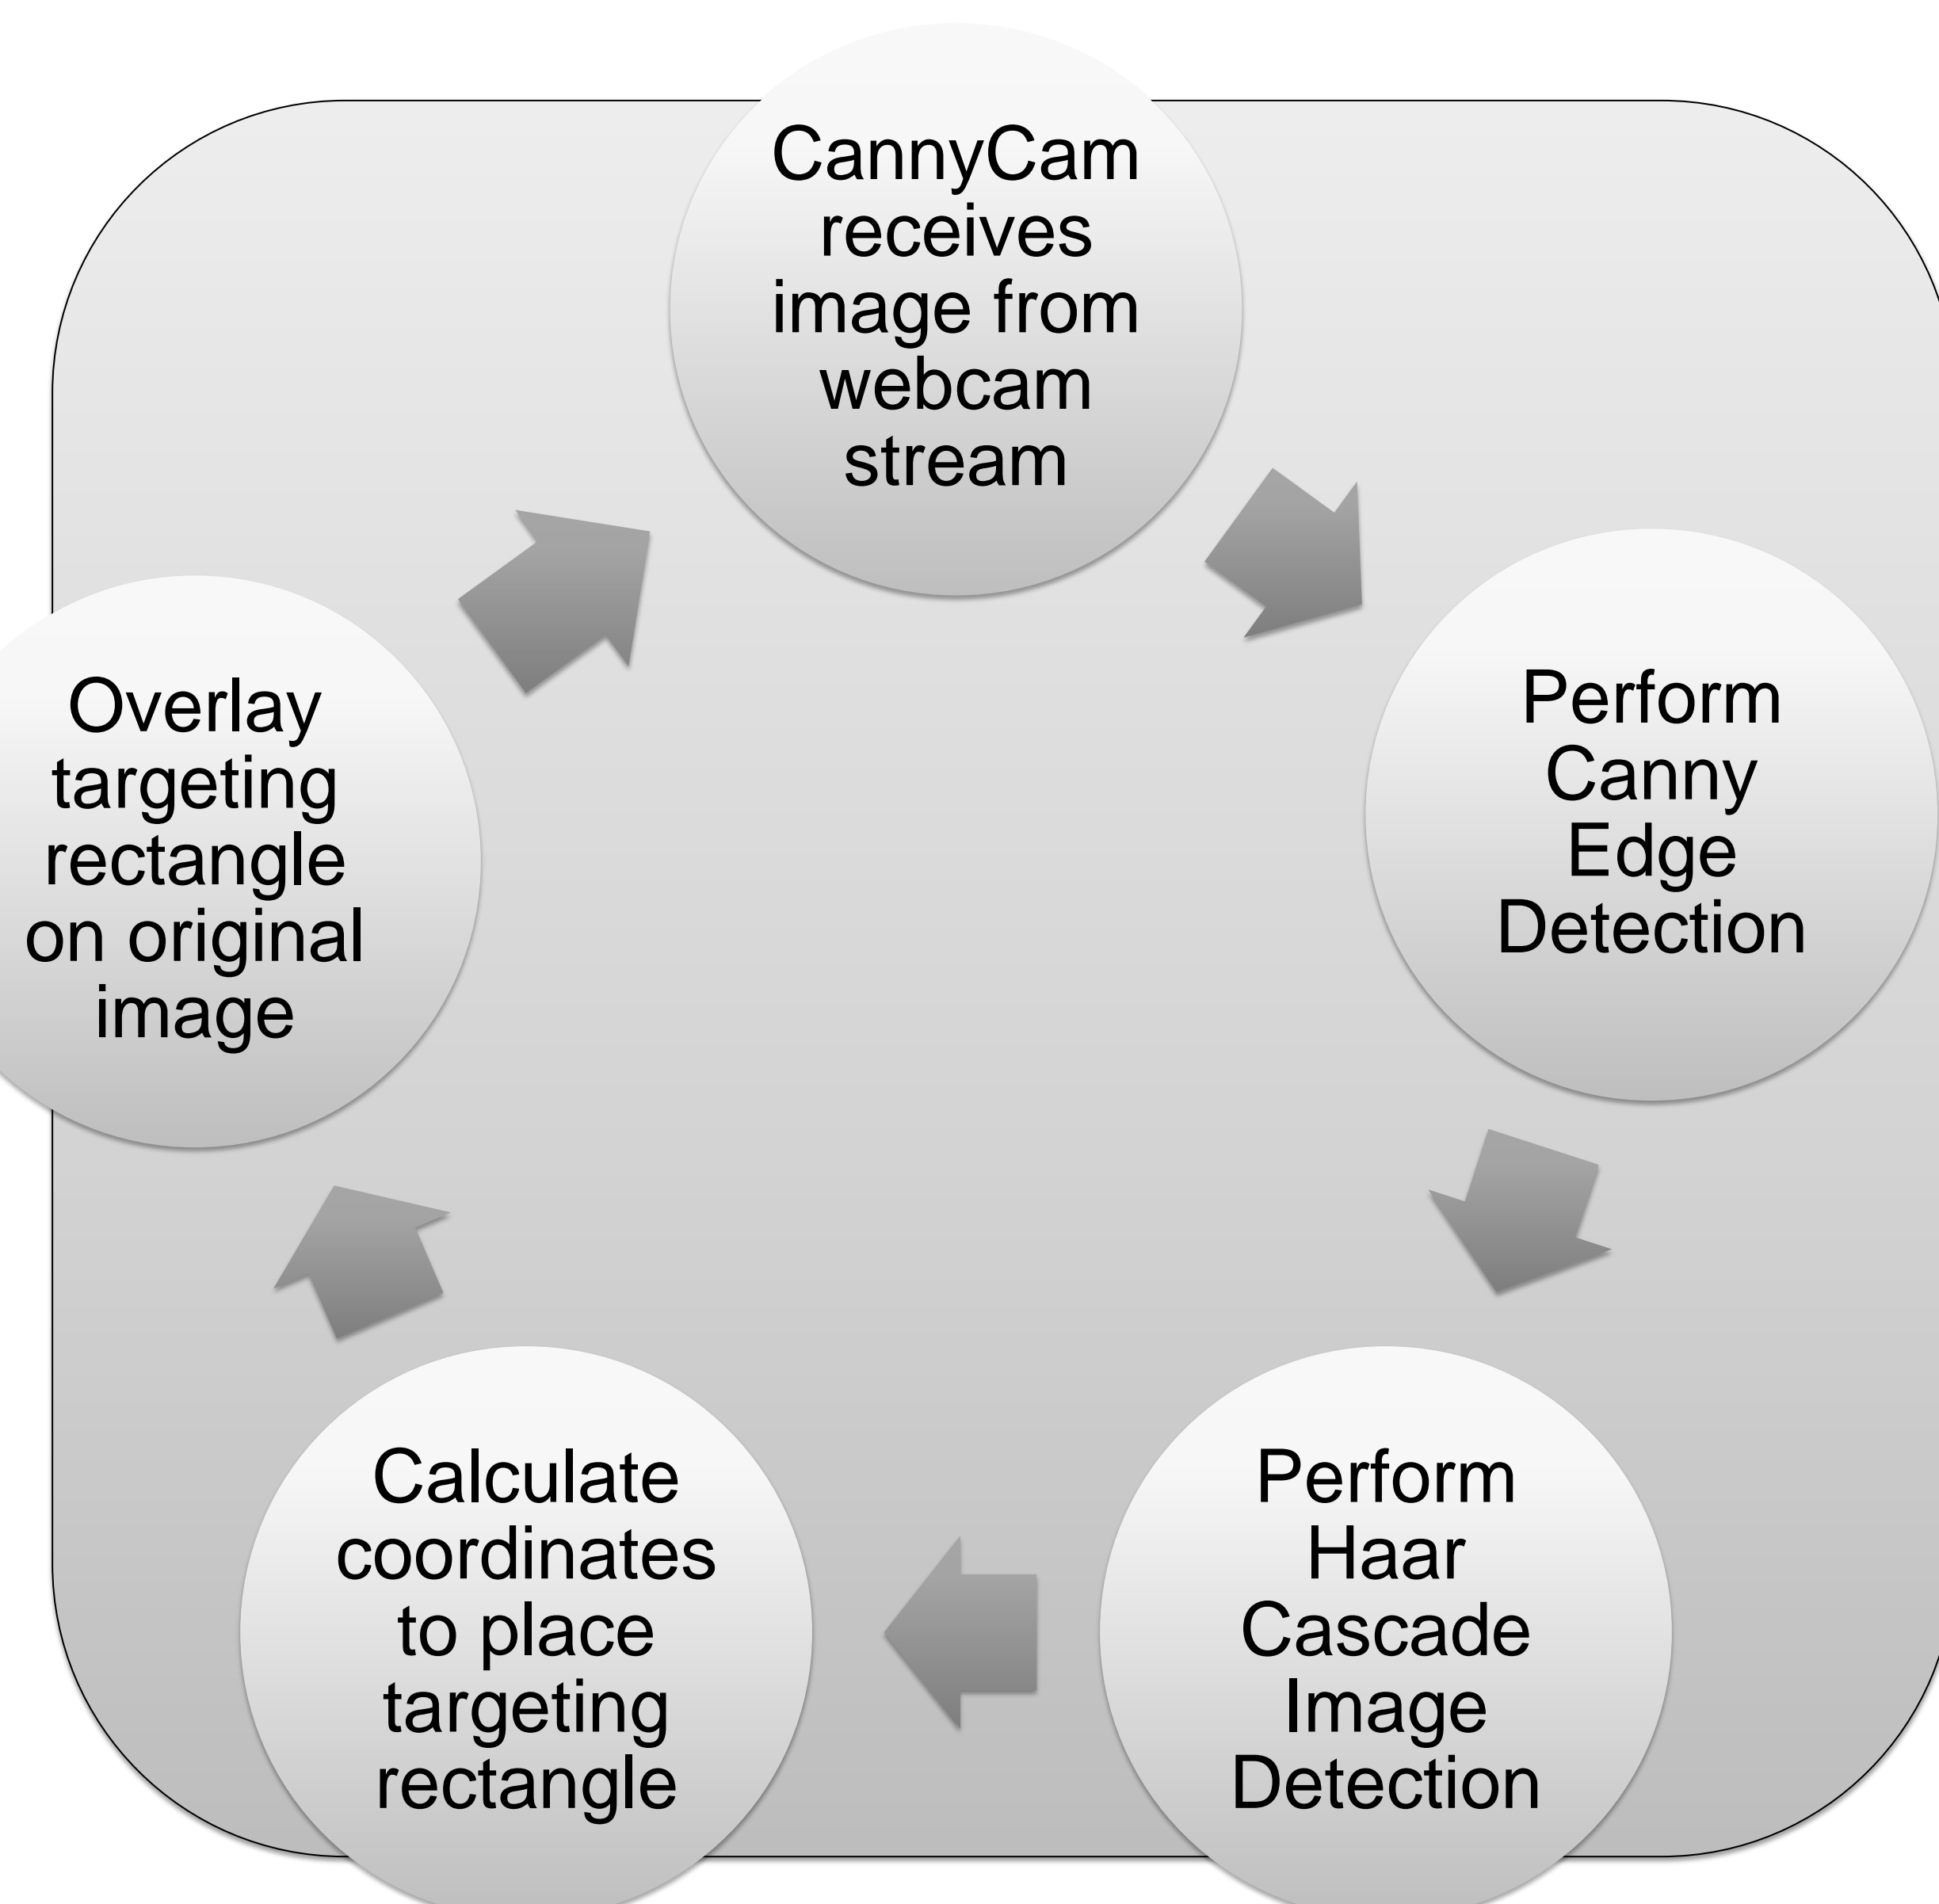 CannyCam
receives
image from
webcam
stream
Perform
Canny
Edge
Detection
Perform
Haar
Cascade
Image
Detection
Calculate
coordinates
to place
targeting
rectangle
Overlay
targeting
rectangle
on original
image